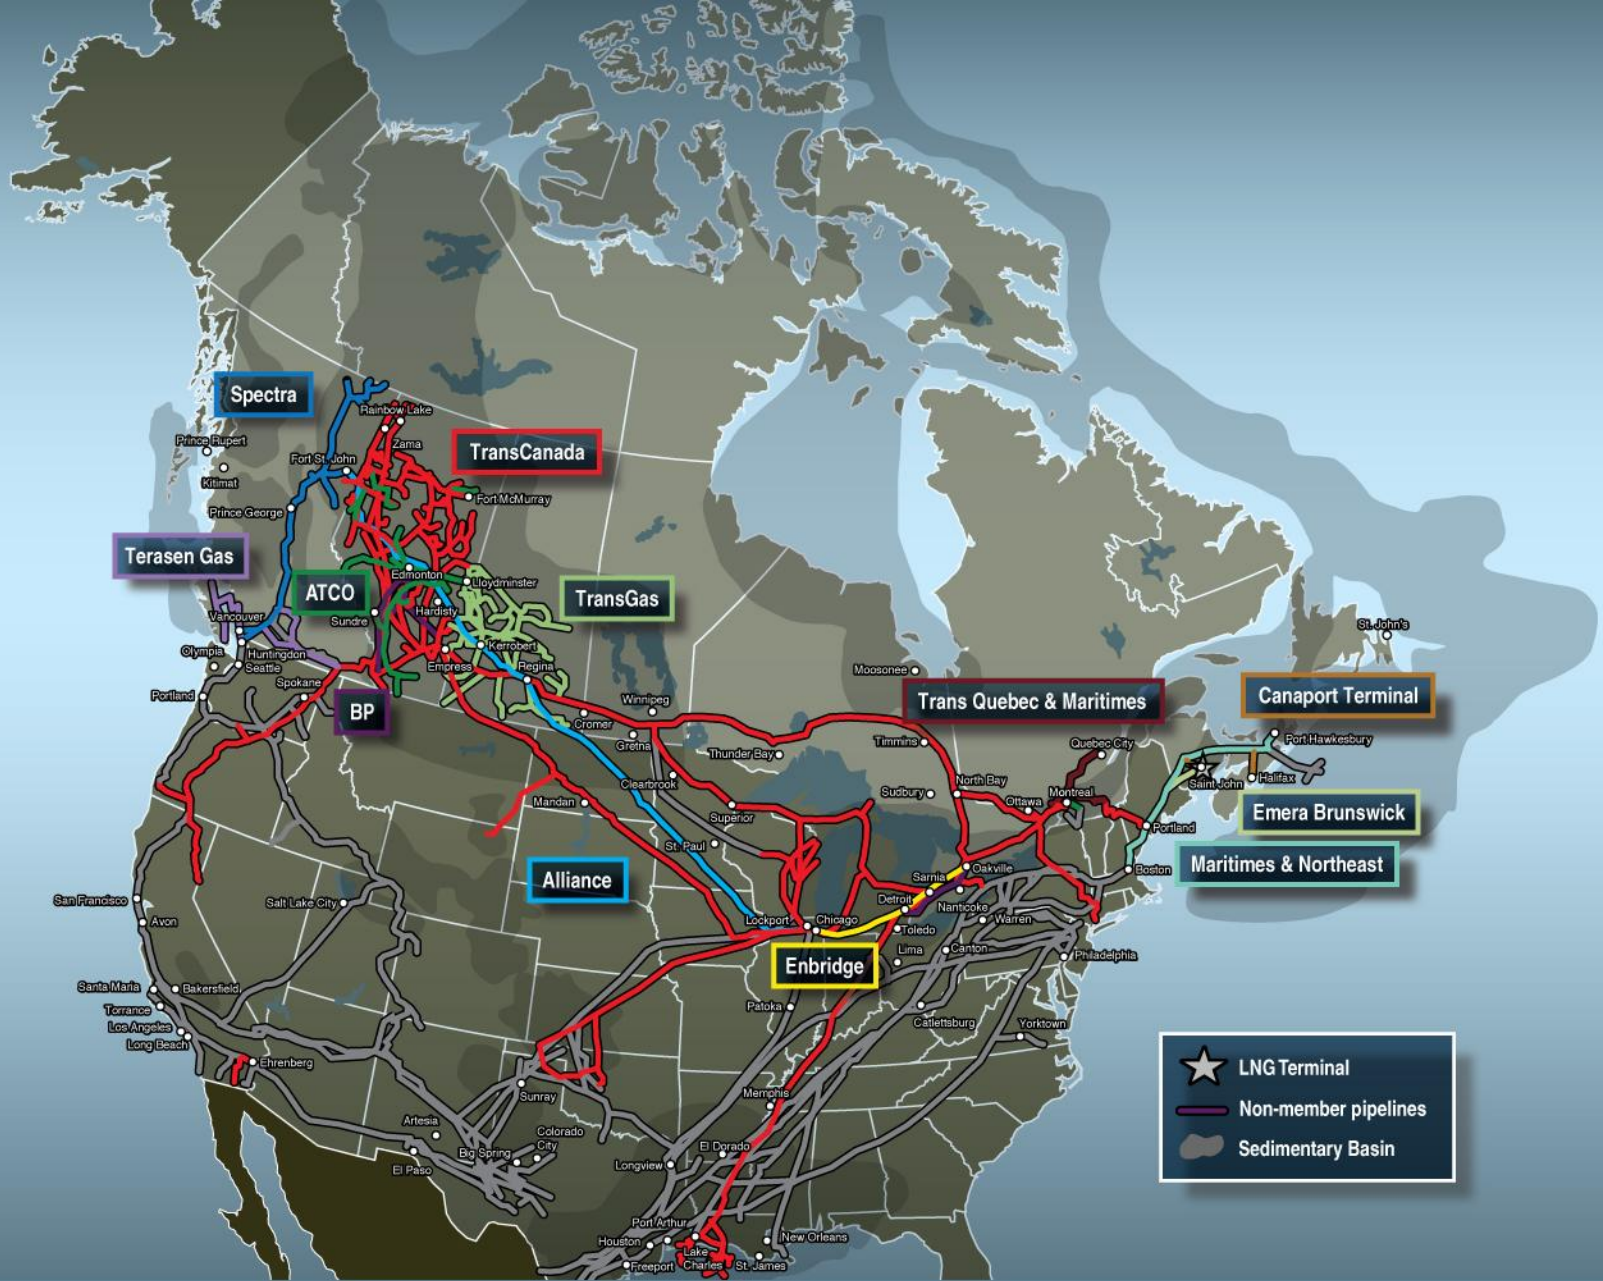 Spectra
Rainbow Lake
Prince Rupert
Zama
TransCanada
Fort St. John
Kitimat
Fort McMurray
Prince George
Terasen Gas
Edmonton
Lloydminster
ATCO
TransGas
Vancouver
Hardisty
Sundre
St. John's
Olympia
Huntingdon
Kerrobert
Seattle
Empress
Regina
Moosonee
Spokane
Portland
Winnipeg
Trans Quebec & Maritimes
Canaport Terminal
BP
Cromer
Gretna
Thunder Bay
Timmins
Quebec City
Port Hawkesbury
Clearbrook
Sudbury
North Bay
Montreal
Saint John
Halifax
Mandan
Ottawa
Superior
Emera Brunswick
Portland
St. Paul
Maritimes & Northeast
Alliance
Sarnia
Oakville
Boston
San Francisco
Salt Lake City
Detroit
Nanticoke
Avon
Lockport
Chicago
Warren
Toledo
Lima
Canton
Philadelphia
Enbridge
Santa Maria
Bakersfield
Torrance
Patoka
Los Angeles
Catlettsburg
Yorktown
Long Beach
Ehrenberg
LNG Terminal
Sunray
Memphis
Non-member pipelines
Artesia
Colorado
City
Sedimentary Basin
Big Spring
El Dorado
El Paso
Longview
Port Arthur
Houston
New Orleans
Lake
Charles
Freeport
St. James